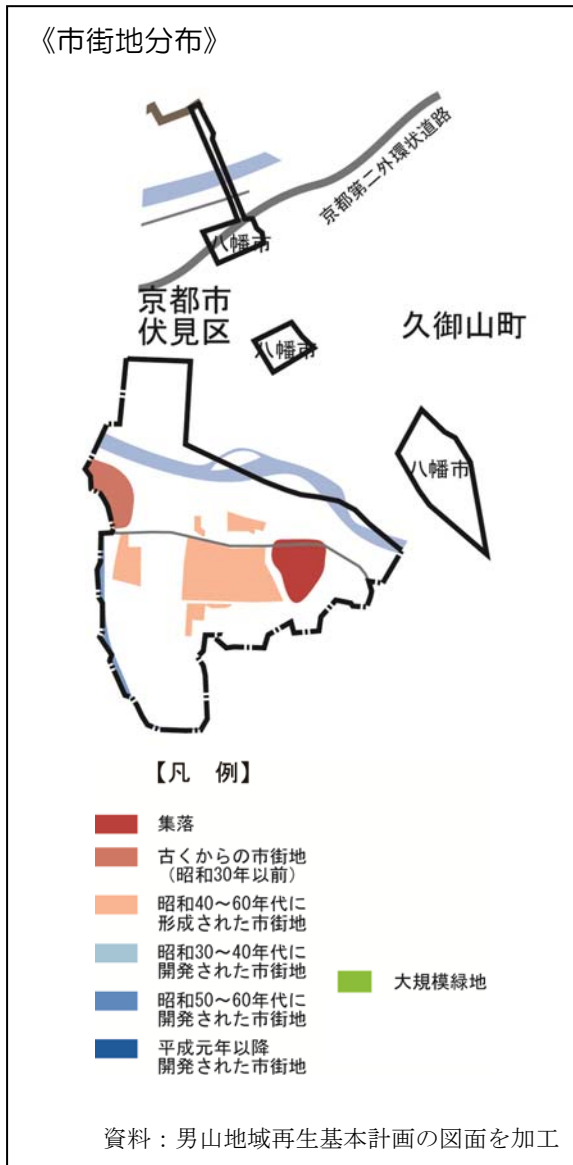 《市街地分布》
京都第二外環状道路
八幡市
京都市
伏見区
久御山町
八幡市
八幡市
【凡 例】
集落
古くからの市街地
(昭和30年以前)
昭和40~60年代に
形成された市街地
昭和30~40年代に
開発された市街地
昭和50~60年代に
開発された市街地
平成元年以降
開発された市街地
大規模緑地
資料：男山地域再生基本計画の図面を加工